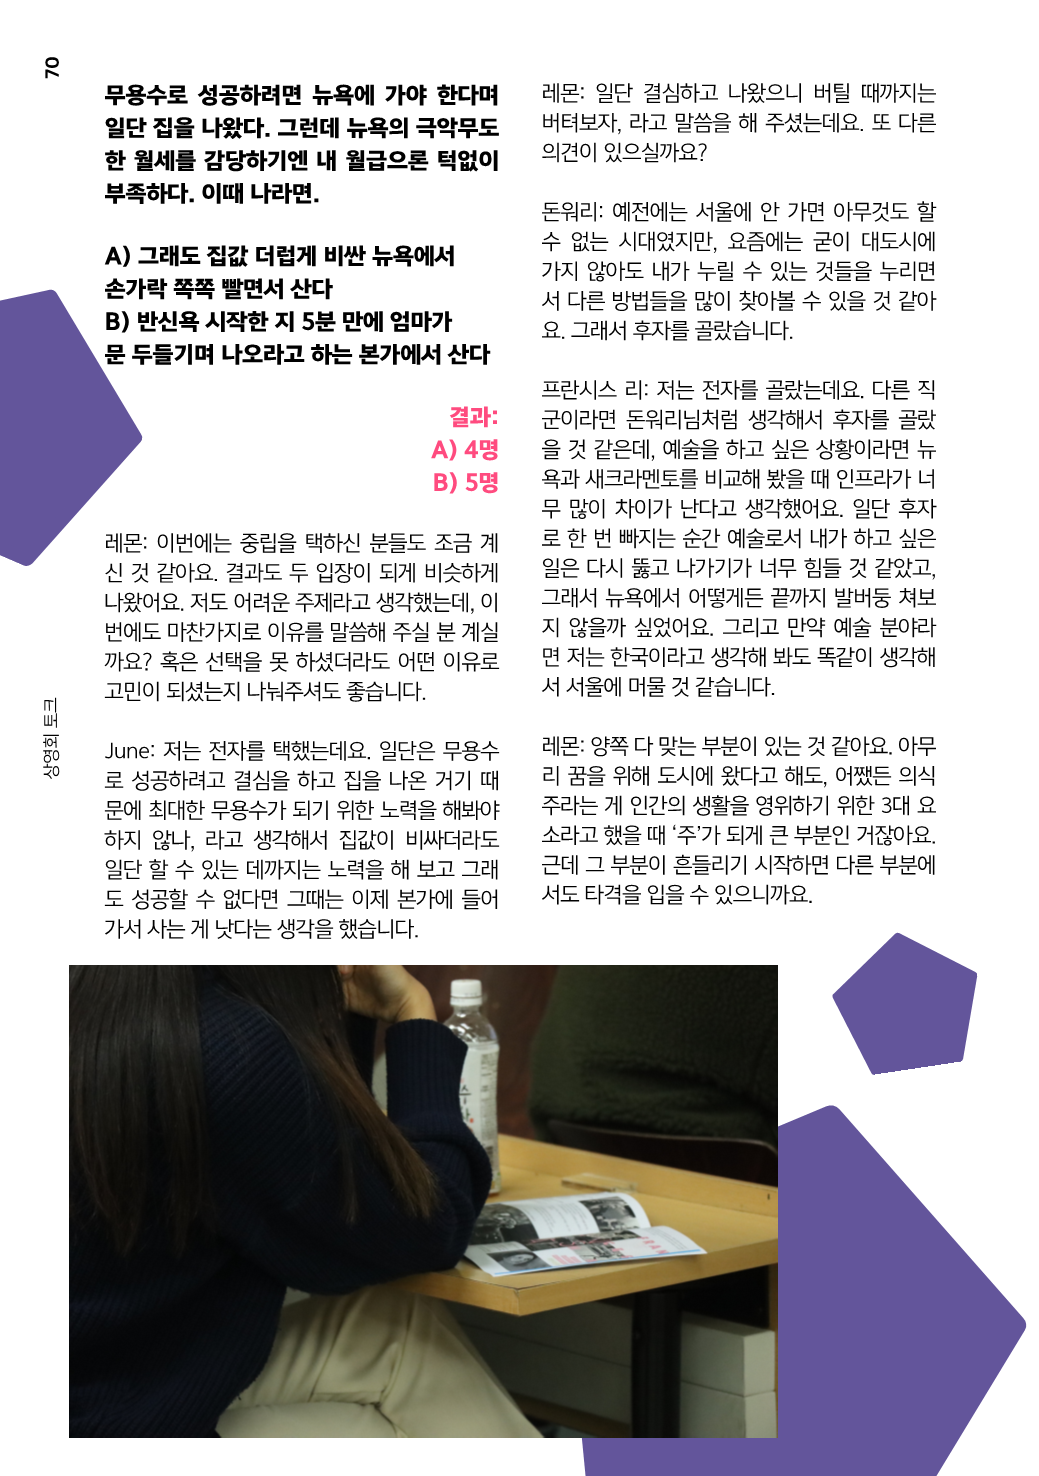 70
무용수로 성공하려면 뉴욕에 가야 한다며
일단 집을 나왔다. 그런데 뉴욕의 극악무도
한 월세를 감당하기엔 내 월급으론 턱없이
부족하다. 이때 나라면.
A) 그래도 집값 더럽게 비싼 뉴욕에서
손가락 쪽쪽 빨면서 산다
B) 반신욕 시작한 지 5분 만에 엄마가
문 두들기며 나오라고 하는 본가에서 산다
결과:
A) 4명
B) 5명
레몬: 이번에는 중립을 택하신 분들도 조금 계
신 것 같아요. 결과도 두 입장이 되게 비슷하게
나왔어요. 저도 어려운 주제라고 생각했는데, 이
번에도 마찬가지로 이유를 말씀해 주실 분 계실
까요? 혹은 선택을 못 하셨더라도 어떤 이유로
고민이 되셨는지 나눠주셔도 좋습니다.
June: 저는 전자를 택했는데요. 일단은 무용수
로 성공하려고 결심을 하고 집을 나온 거기 때
문에 최대한 무용수가 되기 위한 노력을 해봐야
하지 않나, 라고 생각해서 집값이 비싸더라도
일단 할 수 있는 데까지는 노력을 해 보고 그래
도 성공할 수 없다면 그때는 이제 본가에 들어
가서 사는 게 낫다는 생각을 했습니다.
레몬: 일단 결심하고 나왔으니 버틸 때까지는
버텨보자, 라고 말씀을 해 주셨는데요. 또 다른
의견이 있으실까요?
돈워리: 예전에는 서울에 안 가면 아무것도 할
수 없는 시대였지만, 요즘에는 굳이 대도시에
가지 않아도 내가 누릴 수 있는 것들을 누리면
서 다른 방법들을 많이 찾아볼 수 있을 것 같아
요. 그래서 후자를 골랐습니다.
프란시스 리: 저는 전자를 골랐는데요. 다른 직
군이라면 돈워리님처럼 생각해서 후자를 골랐
을 것 같은데, 예술을 하고 싶은 상황이라면 뉴
욕과 새크라멘토를 비교해 봤을 때 인프라가 너
무 많이 차이가 난다고 생각했어요. 일단 후자
로 한 번 빠지는 순간 예술로서 내가 하고 싶은
일은 다시 뚫고 나가기가 너무 힘들 것 같았고,
그래서 뉴욕에서 어떻게든 끝까지 발버둥 쳐보
지 않을까 싶었어요. 그리고 만약 예술 분야라
면 저는 한국이라고 생각해 봐도 똑같이 생각해
서 서울에 머물 것 같습니다.
레몬: 양쪽 다 맞는 부분이 있는 것 같아요. 아무
리 꿈을 위해 도시에 왔다고 해도, 어쨌든 의식
주라는 게 인간의 생활을 영위하기 위한 3대 요
소라고 했을 때 ‘주’가 되게 큰 부분인 거잖아요.
근데 그 부분이 흔들리기 시작하면 다른 부분에
서도 타격을 입을 수 있으니까요.
상영회 토크